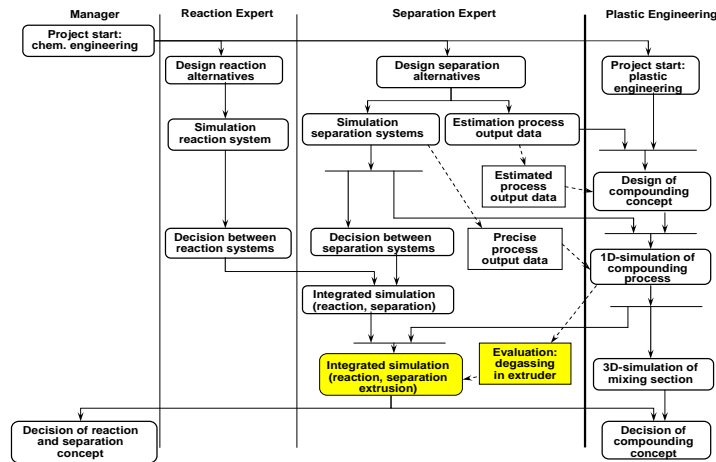 Manager
Reaction Expert
Separation Expert
Plastic Engineering
Project start:
chem. engineering
Design reaction
alternatives
Design separation
alternatives
Project start:
plastic
engineering
Simulation
reaction system
Simulation
separation systems
Estimation process
output data
Estimated
process
output data
Design of
compounding
concept
Decision between
reaction systems
Decision between
separation systems
Precise
process
output data
1D-simulation of
compounding
process
Integrated simulation
(reaction, separation)
Integrated simulation
(reaction, separation
extrusion)
Evaluation:
degassing
in extruder
3D-simulation of
mixing section
Decision of reaction
and separation
concept
Decision of
compounding
concept